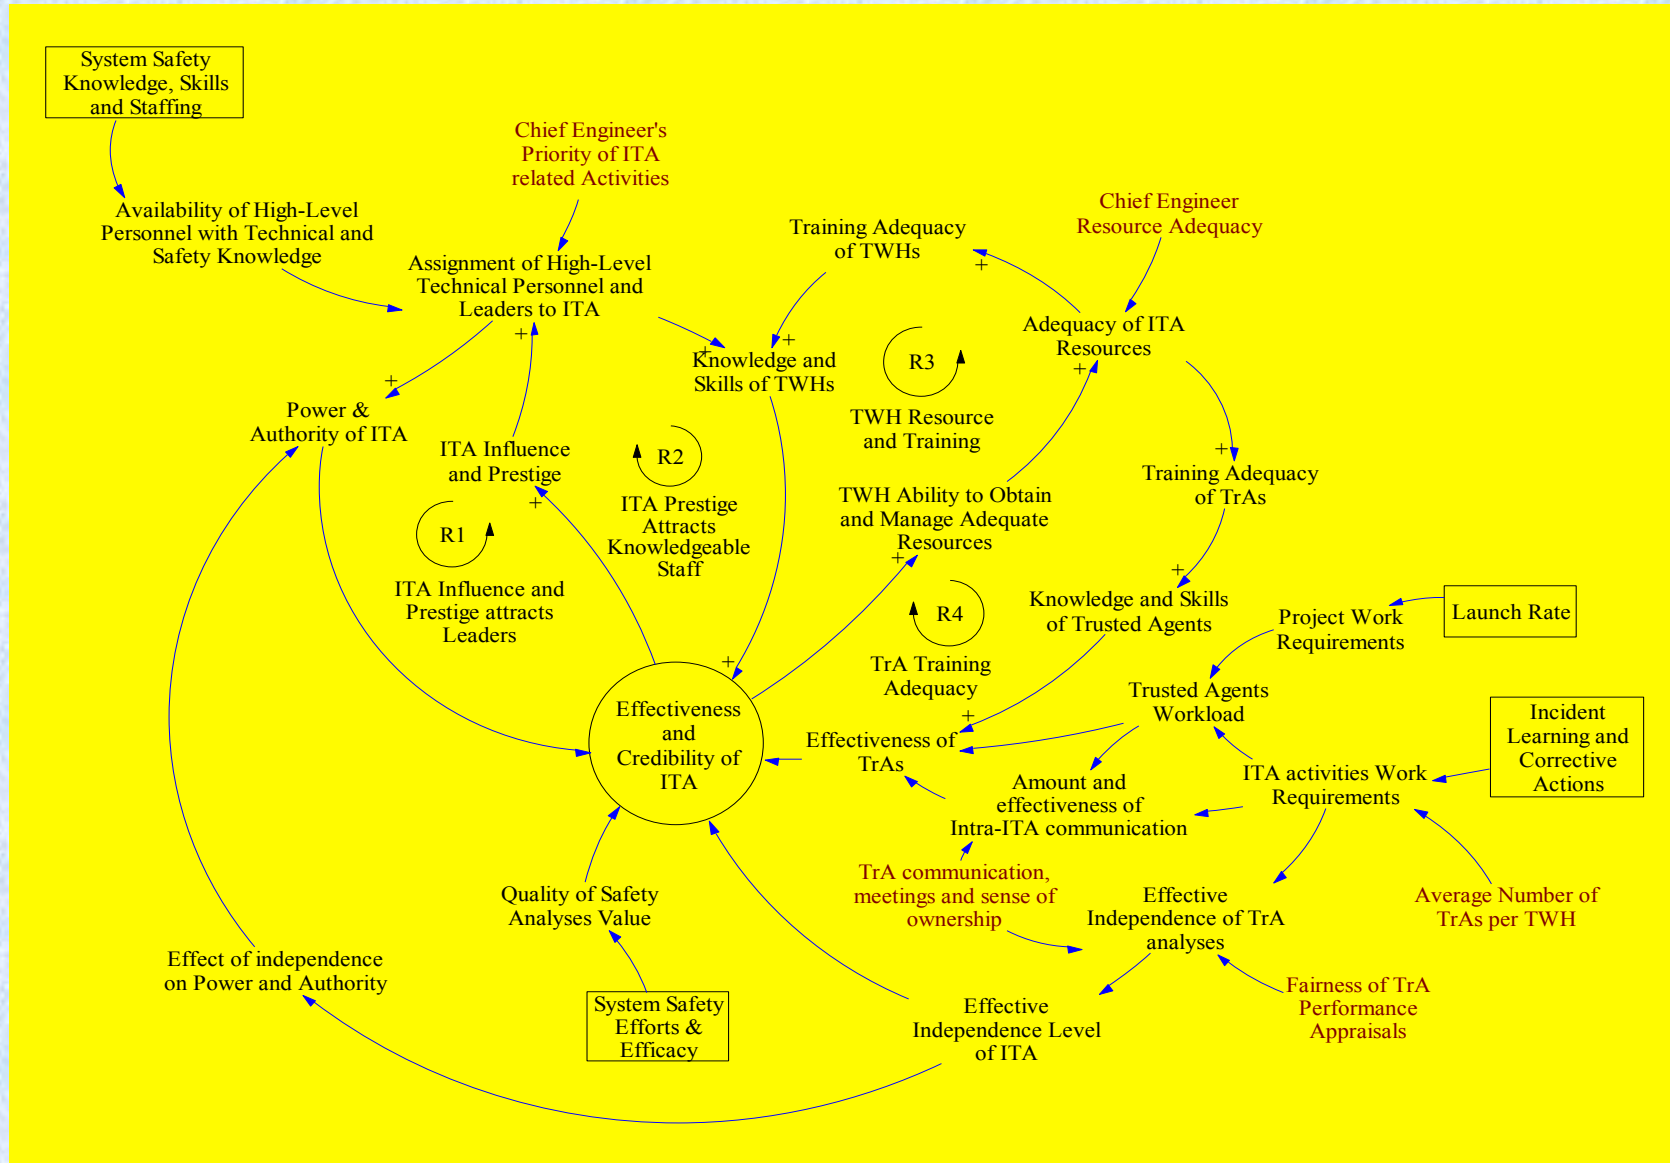 System Safety
Knowledge, Skills
and Staffing
Chief Engineer's
Priority of ITA
related Activities
Availability of High-Level
Personnel with Technical and
Safety Knowledge
Assignment of High-Level
Technical Personnel and
Leaders to ITA
+
+
Training Adequacy
of TWHs
+
Chief Engineer
Resource Adequacy
Adequacy of ITA
Resources
+
+
+
Knowledge and
Skills of TWHs
R3
TWH Resource
and Training
Power &
Authority of ITA
ITA Influence
and Prestige
+
R2
ITA Prestige
Attracts
Knowledgeable
Staff
R1
ITA Influence and
Prestige attracts
Leaders
+
Training Adequacy
of TrAs
+
TWH Ability to Obtain
and Manage Adequate
Resources
+
R4
TrA Training
Adequacy
Knowledge and Skills
of Trusted Agents
+
Project Work
Requirements
Launch Rate
+
Effectiveness
and
Credibility of
ITA
Effectiveness of
TrAs
Trusted Agents
Workload
Incident
Learning and
Corrective
Actions
Amount and
effectiveness of
Intra-ITA communication
ITA activities Work
Requirements
TrA communication,
meetings and sense of
ownership
Effective
Independence of TrA
analyses
Average Number of
TrAs per TWH
Quality of Safety
Analyses Value
Effect of independence
on Power and Authority
System Safety
Efforts &
Efficacy
Effective
Independence Level
of ITA
Fairness of TrA
Performance
Appraisals